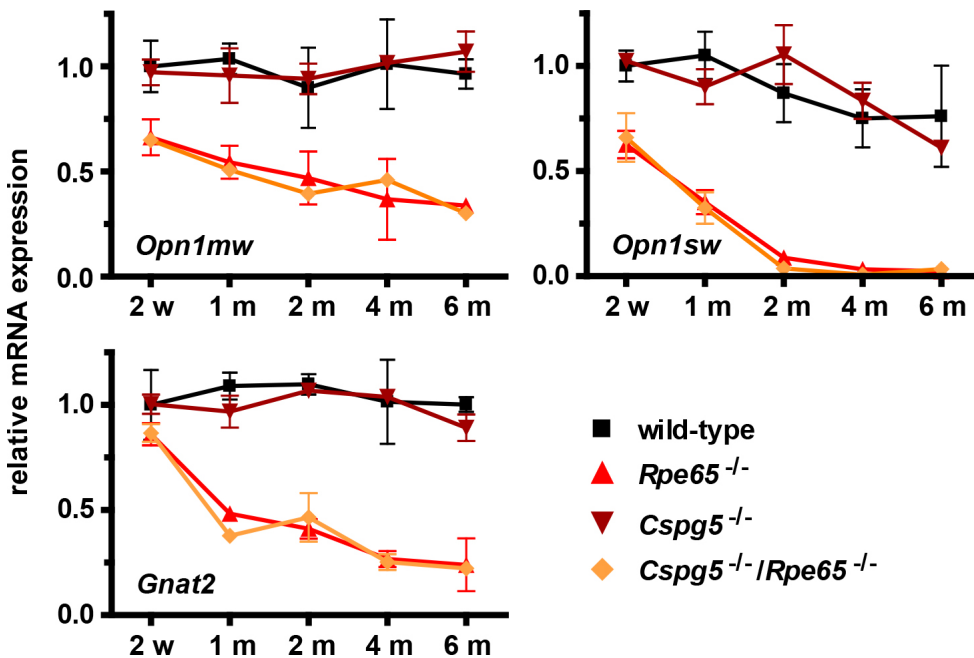 relative mRNA expression
1.0
0.5
0.0
Opn1mw
2 w 1 m 2 m 4 m 6 m
1.0
0.5
0.0
Opn1sw
2 w 1 m 2 m 4 m 6 m
1.0
0.5
0.0
Gnat2
2 w 1 m 2 m 4 m 6 m
wild-type
Rpe65 -/-
Cspg5 -/-
Cspg5 -/- /Rpe65 -/-